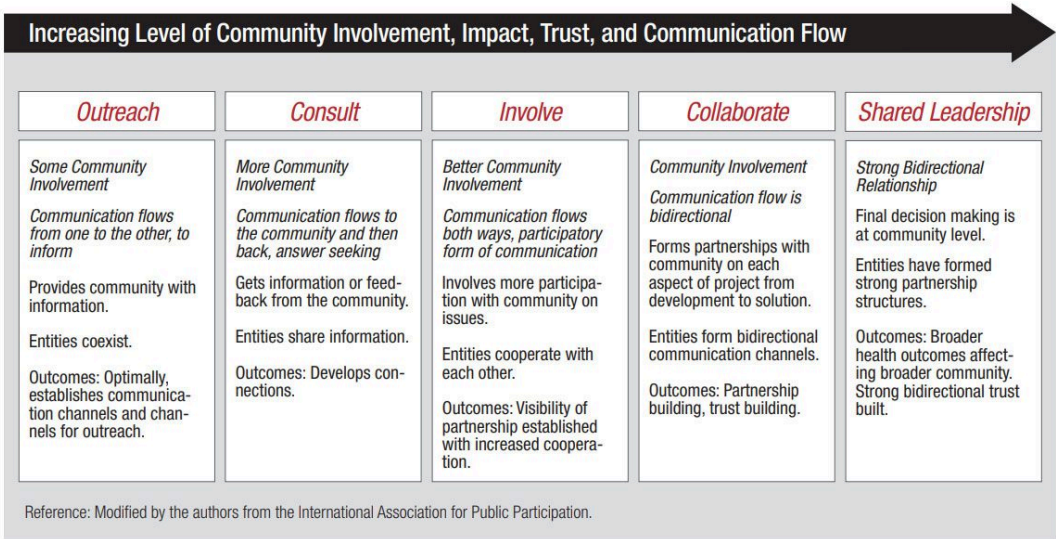 Increasing Level of Community Involvement, Impact, Trust, and Communication Flow
Outreach
Some Community
Involvement
Communication flows
from one to the other, to
inform
Provides community with
information.
Entities coexist.
Outcomes: Optimally,
establishes communica-
tion channels and chan-
nels for outreach.
Consult
More Community
Involvement
Communication flows to
the community and then
back, answer seeking
Gets information or feed-
back from the community.
Entities share information.
Outcomes: Develops con-
nections.
Involve
Better Community
Involvement
Communication flows
both ways, participatory
form of communication
Involves more participa-
tion with community on
issues.
Entities cooperate with
each other.
Outcomes: Visibility of
partnership established
with increased coopera-
tion.
Collaborate
Community Involvement
Communication flow is
bidirectional
Forms partnerships with
community on each
aspect of project from
development to solution.
Entities form bidirectional
communication channels.
Outcomes: Partnership
building, trust building.
Shared Leadership
Strong Bidirectional
Relationship
Final decision making is
at community level.
Entities have formed
strong partnership
structures.
Outcomes: Broader
health outcomes affect-
ing broader community.
Strong bidirectional trust
built.
Reference: Modified by the authors from the International Association for Public Participation.